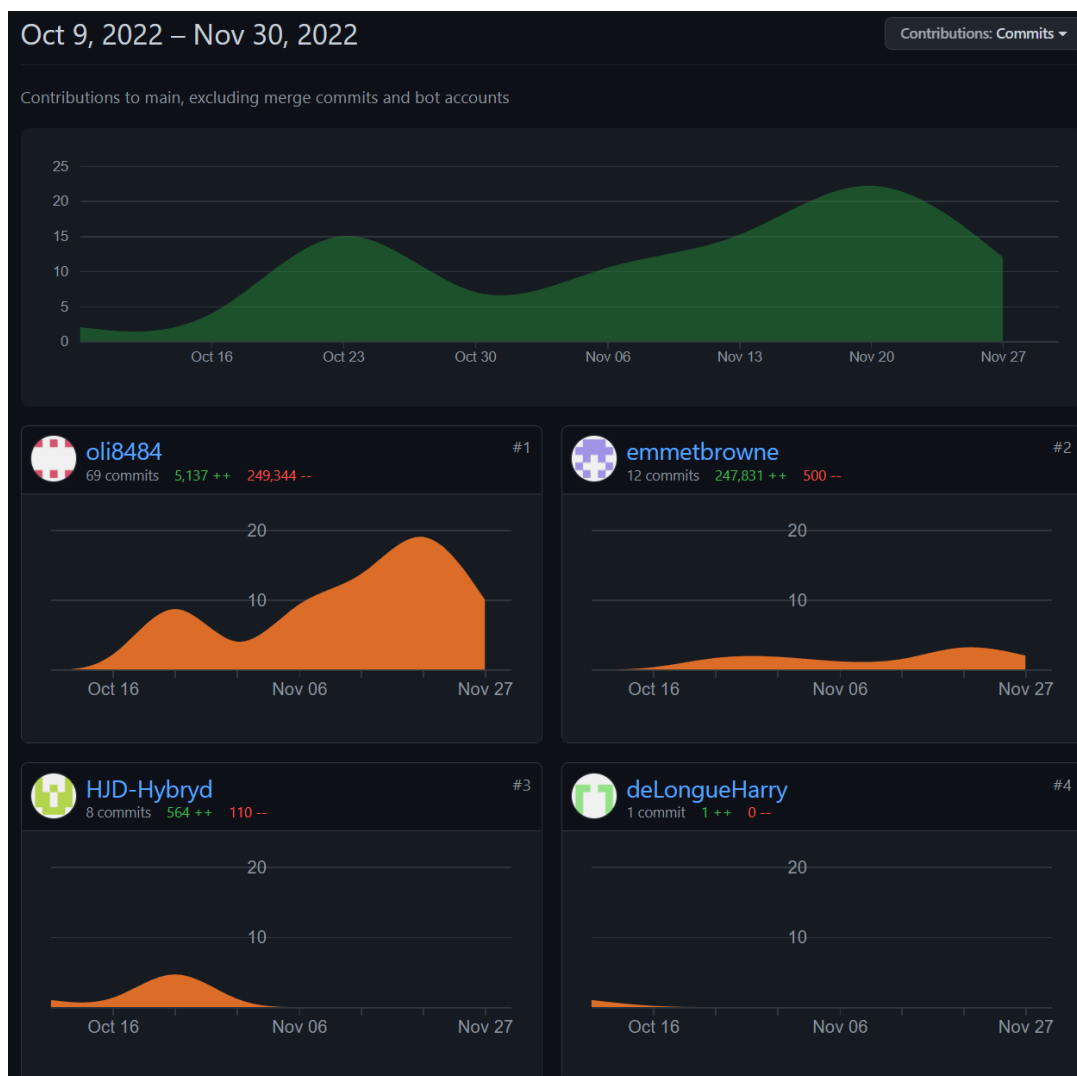 Oct 9, 2022 – Nov 30, 2022
Contributions: Commits
Contributions to main, excluding merge commits and bot accounts
25
20
15
10
5
0
Oct 16 Oct 23 Oct 30 Nov 06 Nov 13 Nov 20 Nov 27
oli8484 #1
69 commits 5,137 ++ 249,344 --
20
10
Oct 16 Nov 06 Nov 27
emmetbrowne #2
12 commits 247,831 ++ 500 --
20
10
Oct 16 Nov 06 Nov 27
HJD-Hybryd #3
8 commits 564 ++ 110 --
20
10
Oct 16 Nov 06 Nov 27
deLongueHarry #4
1 commit 1 ++ 0 --
20
10
Oct 16 Nov 06 Nov 27